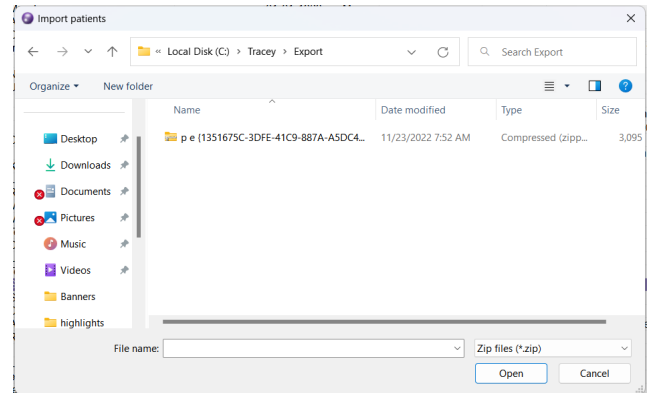 Import patients
« Local Disk (C:) > Tracey > Export
Search Export
Organize
New folder
Name
Date modified
Type
Size
Desktop
p e {1351675C-3DFE-41C9-887A-A5DC4...
11/23/2022 7:52 AM
Compressed (zipp...
3,095
Downloads
Documents
Pictures
Music
Videos
Banners
highlights
File name:
Zip files (*.zip)
Open
Cancel